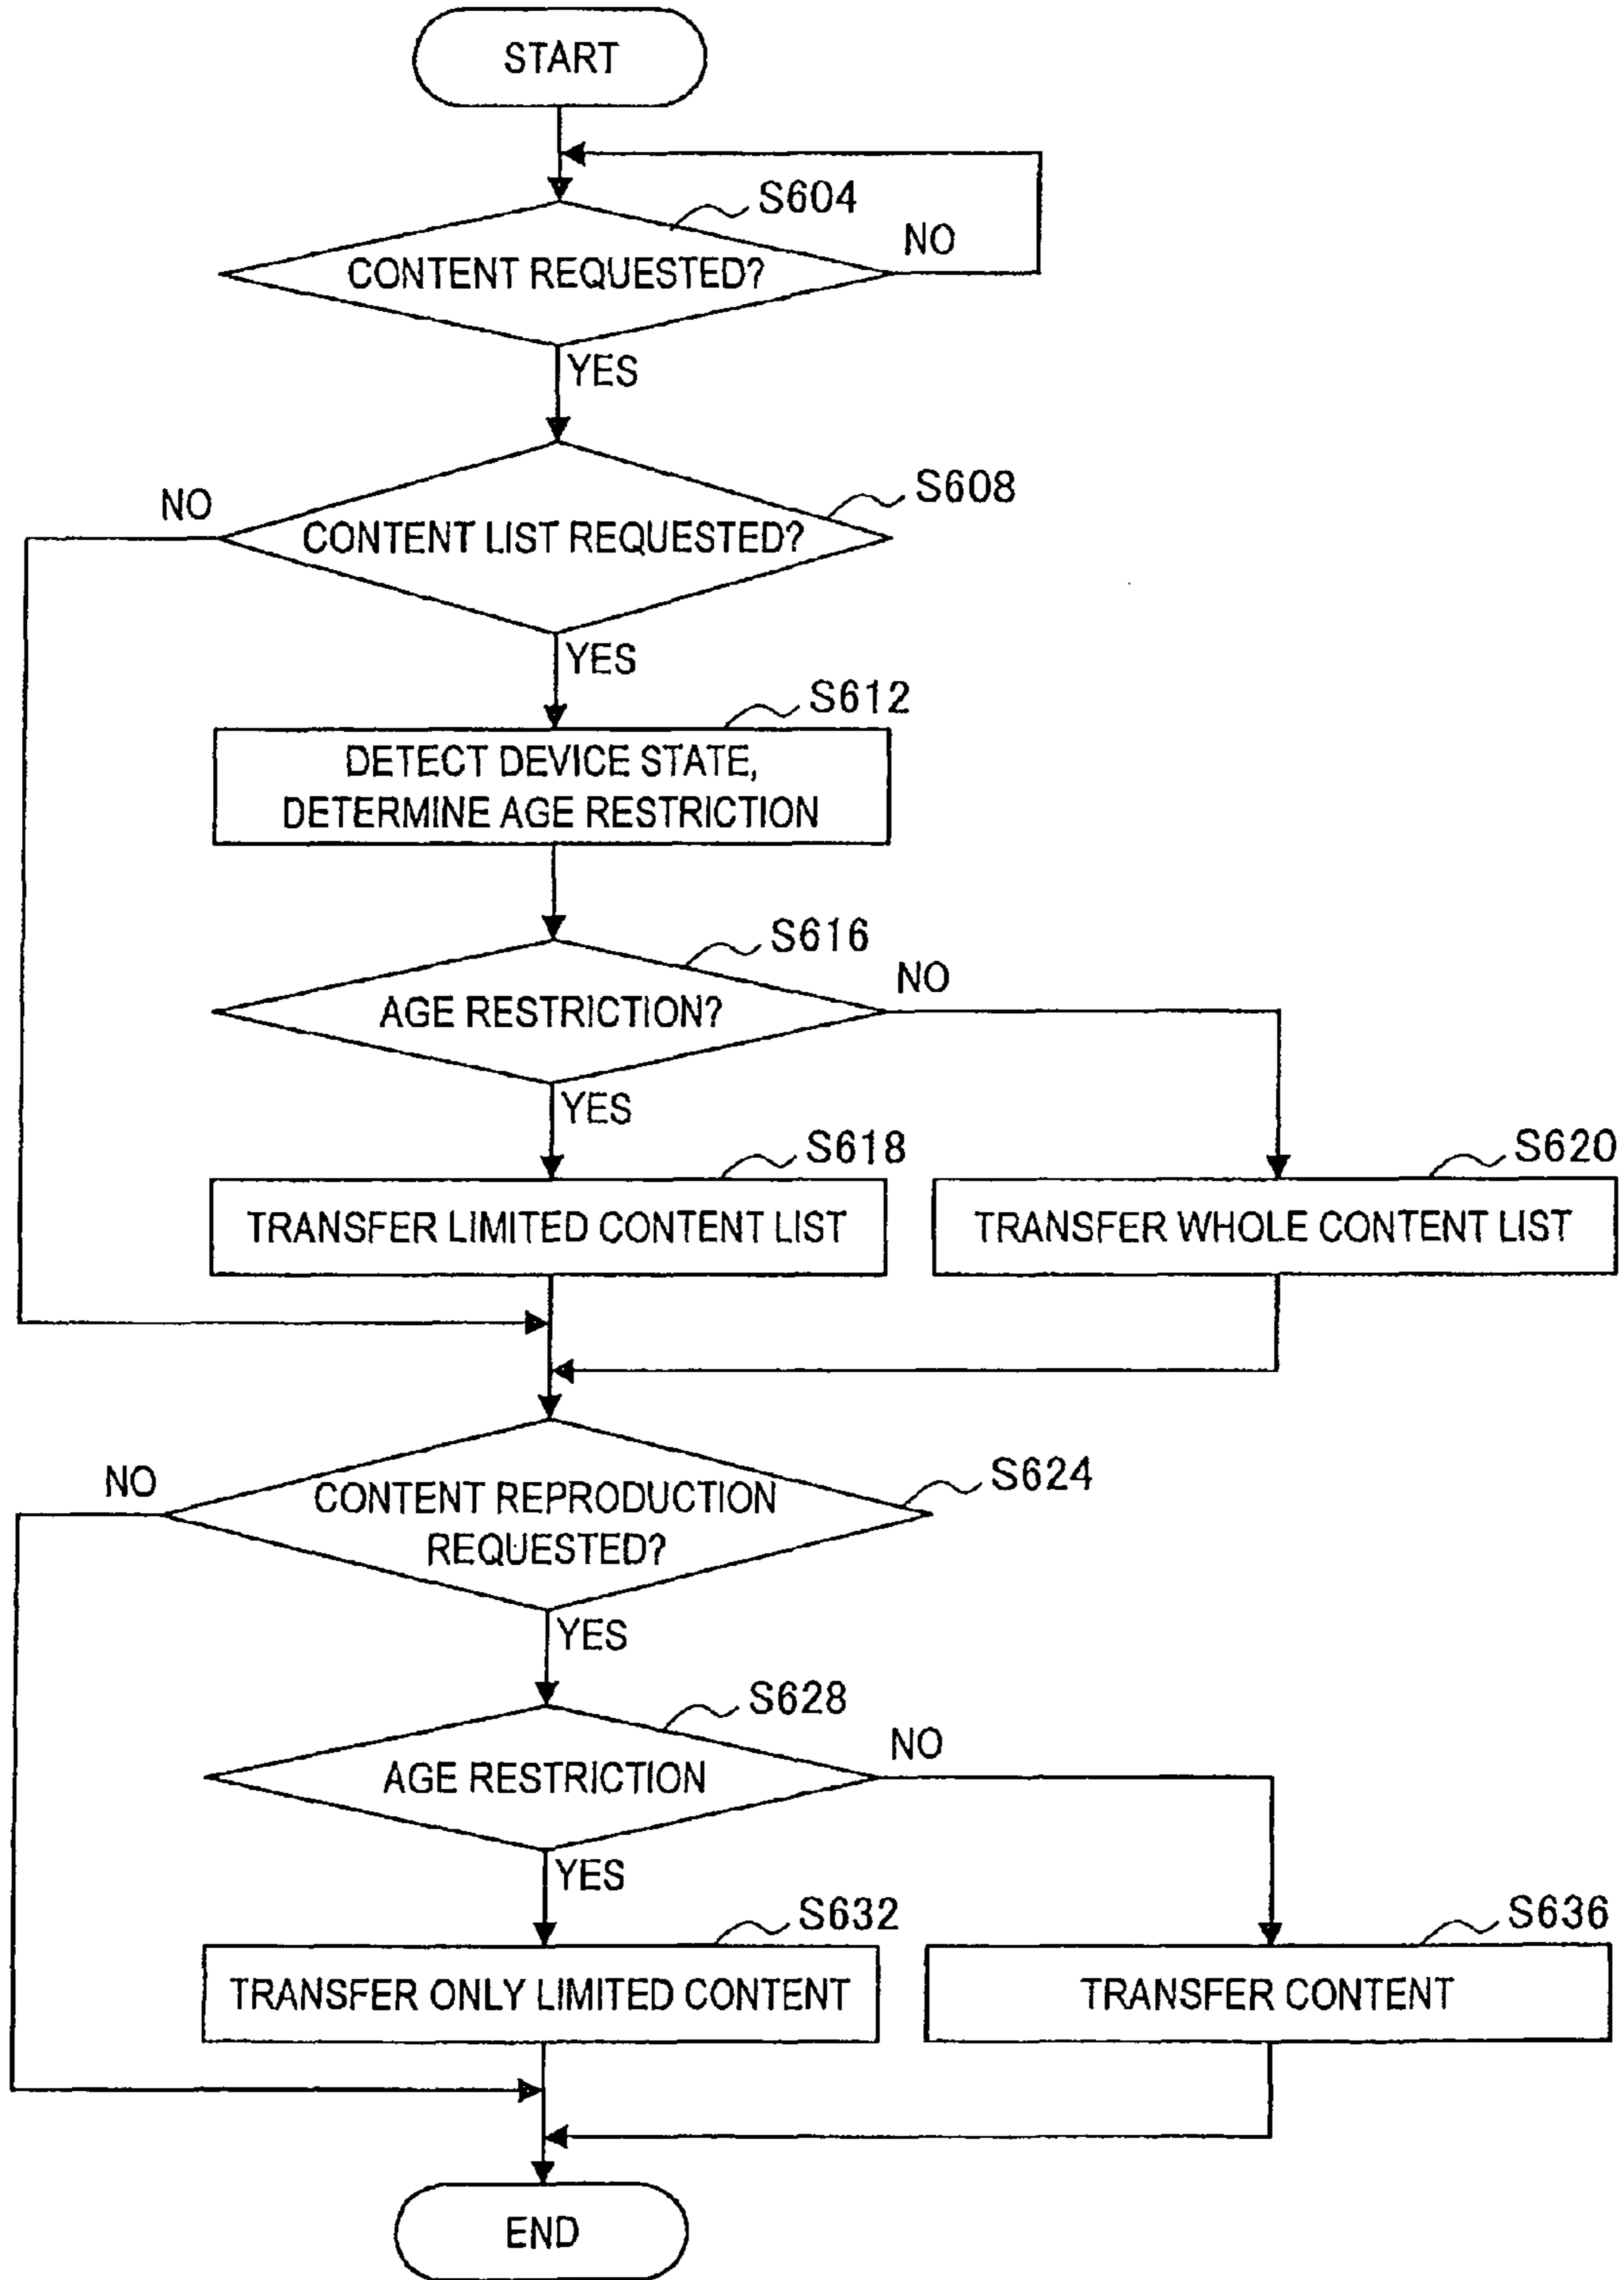 START
S604
NO
CONTENT REQUESTED?
YES
S608
NO
CONTENT LIST REQUESTED?
YES
S612
DETECT DEVICE STATE,
DETERMINE AGE RESTRICTION
S616
NO
AGE RESTRICTION?
YES
S618
S620
TRANSFER LIMITED CONTENT LIST
TRANSFER WHOLE CONTENT LIST
S624
NO
CONTENT REPRODUCTION
REQUESTED?
YES
S628
NO
AGE RESTRICTION
YES
S632
S636
TRANSFER ONLY LIMITED CONTENT
TRANSFER CONTENT
END